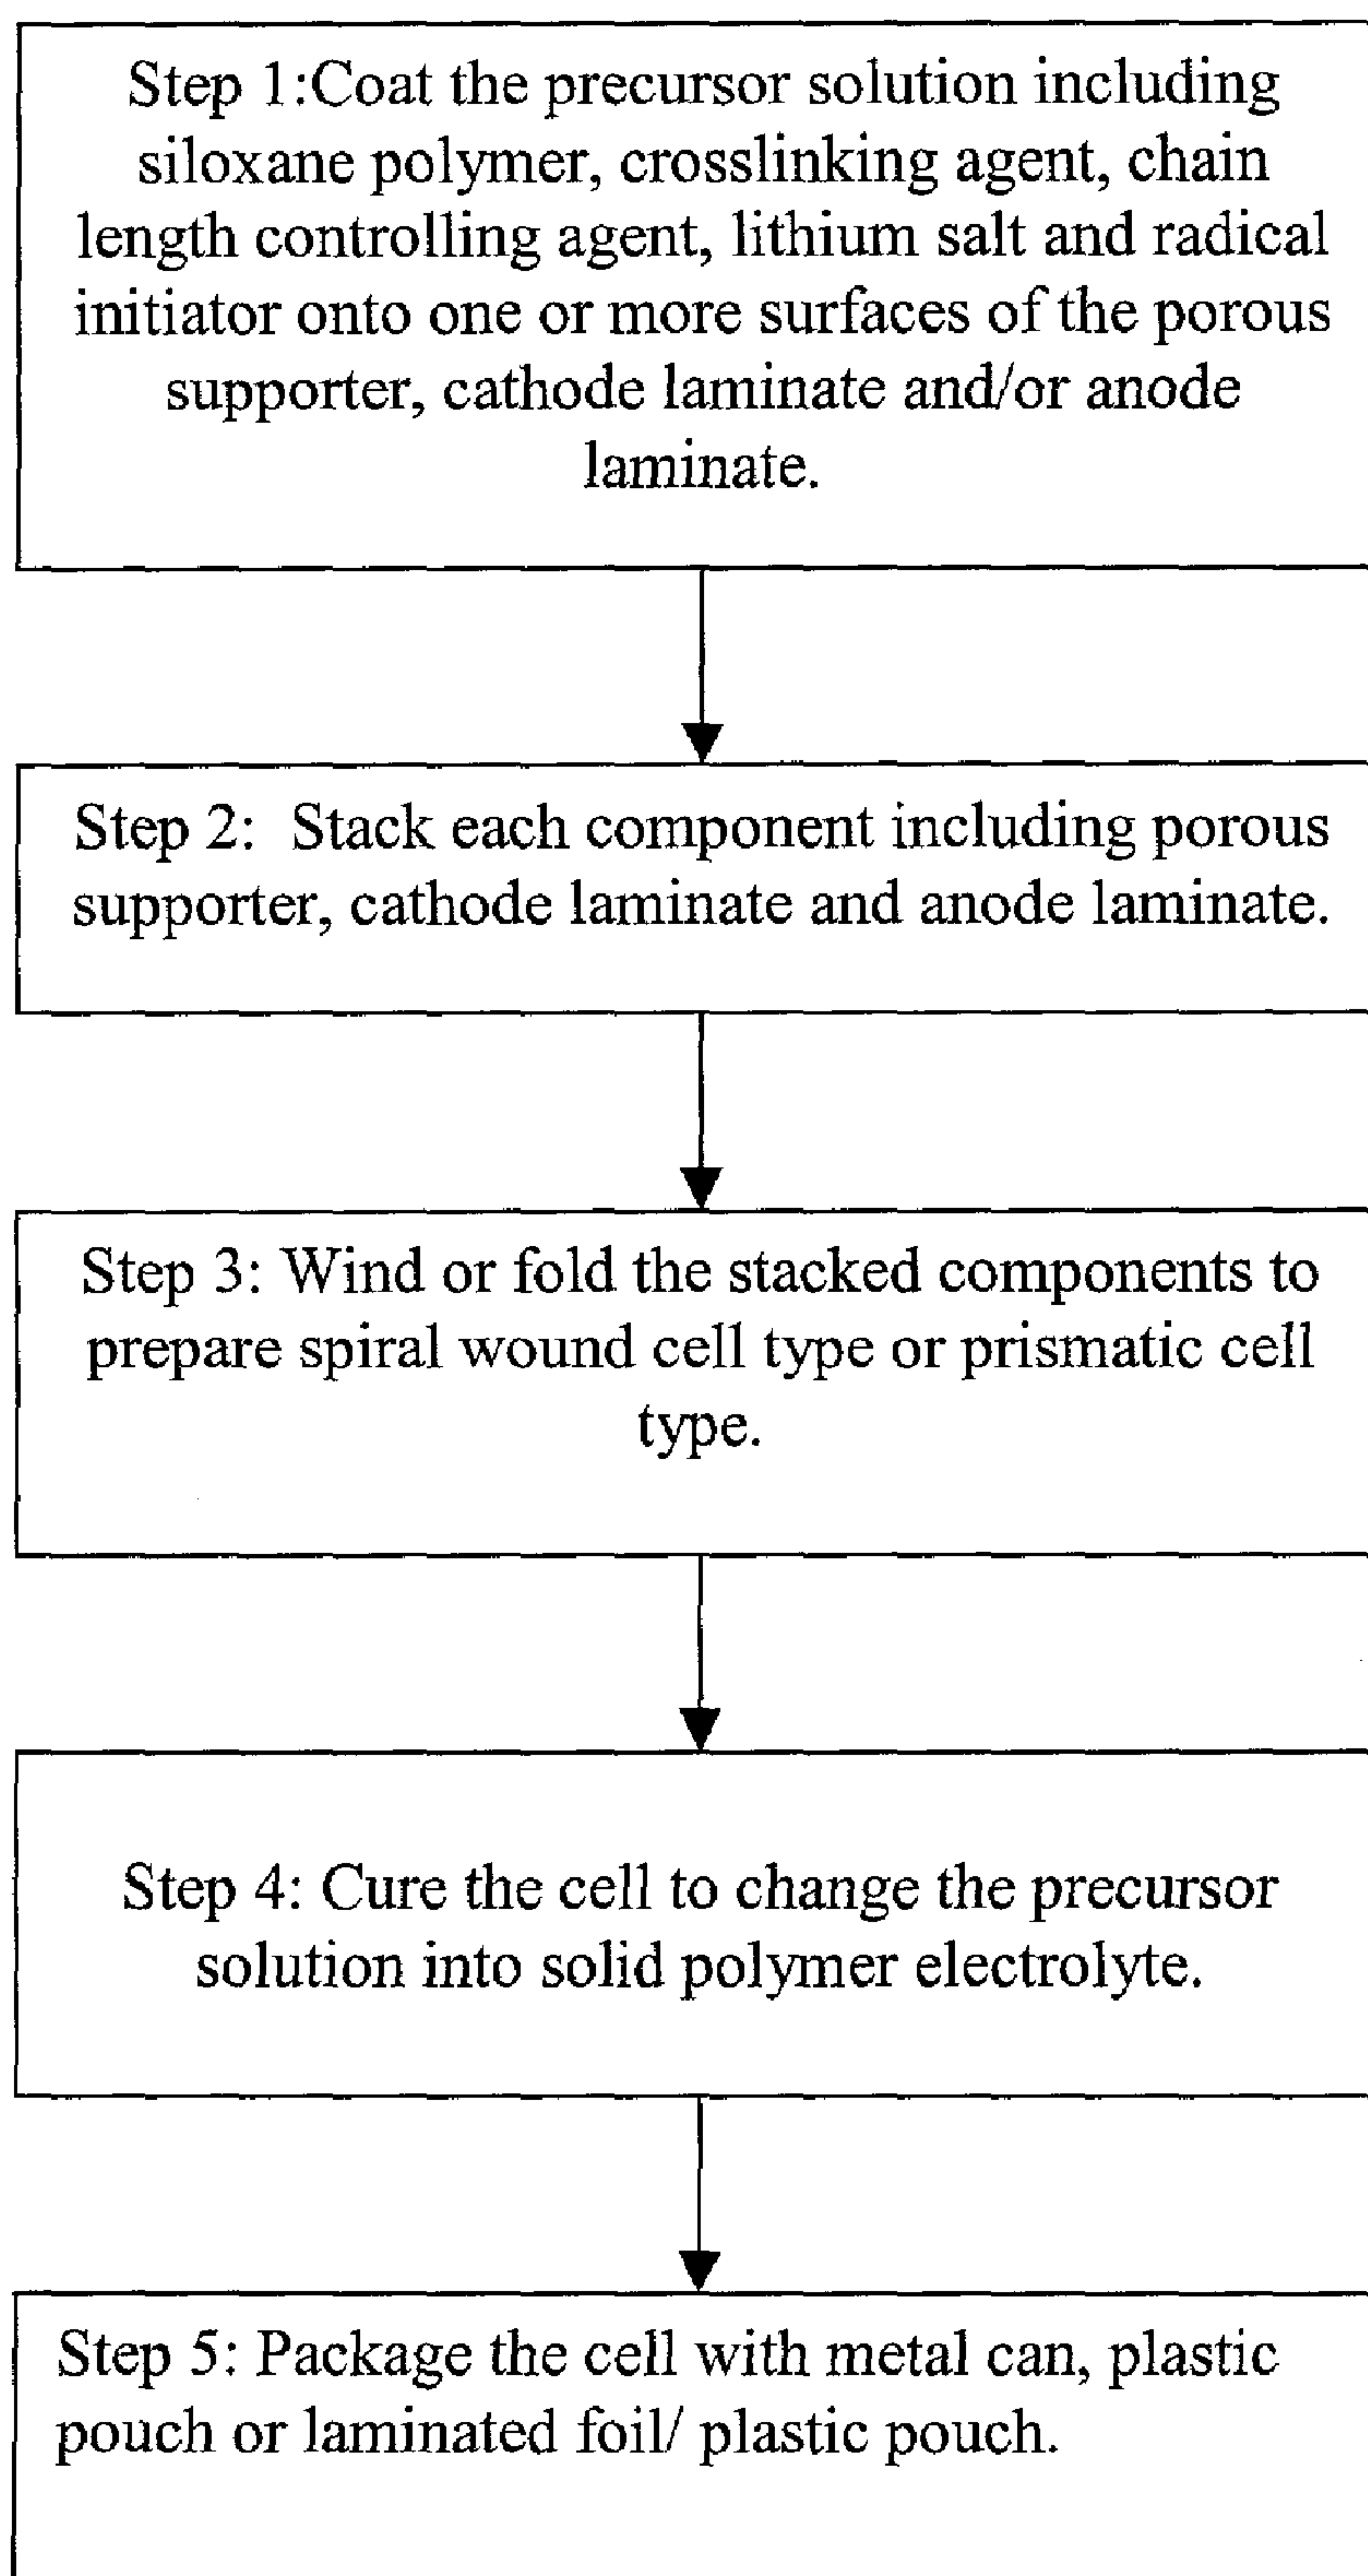 Step 1:Coat the precursor solution including
siloxane polymer, crosslinking agent, chain
length controlling agent, lithium salt and radical
initiator onto one or more surfaces of the porous
supporter, cathode laminate and/or anode
laminate.
Step 2: Stack each component including porous
supporter, cathode laminate and anode laminate.
Step 3: Wind or fold the stacked components to
prepare spiral wound cell type or prismatic cell
type.
Step 4: Cure the cell to change the precursor
solution into solid polymer electrolyte.
Step 5: Package the cell with metal can, plastic
pouch or laminated foil/ plastic pouch.